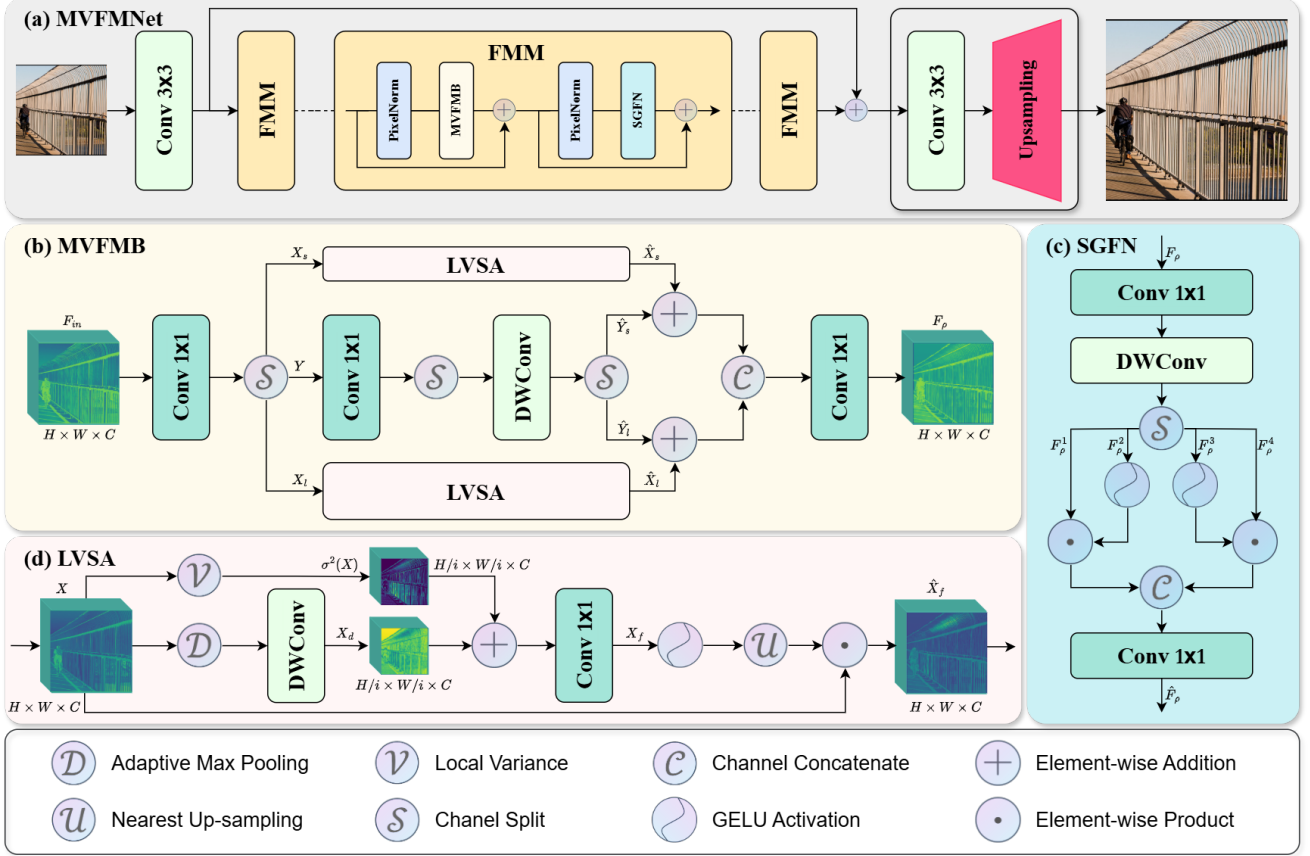 (a) MVFMNet
Conv 3x3
FMM
FMM
PixelNorm
MVFMB
PixelNorm
SGFN
FMM
Conv 3x3
Upsampling
(b) MVFMB
F_{in}
H × W × C
Conv 1x1
S
X_s
Y
X_l
LVSA
Conv 1x1
S
DWConv
S
LVSA
X̂_s
Ŷ_s
Ŷ_l
X̂_l
C
Conv 1x1
F_ρ
H × W × C
(c) SGFN
F_ρ
Conv 1x1
DWConv
S
F_ρ^1
F_ρ^2
F_ρ^3
F_ρ^4
C
Conv 1x1
F̂_ρ
(d) LVSA
X
H × W × C
V
D
DWConv
σ²(X)
H/i × W/i × C
X_d
H/i × W/i × C
Conv 1x1
X_f
U
X̂_f
H × W × C
D Adaptive Max Pooling
V Local Variance
C Channel Concatenate
Element-wise Addition
U Nearest Up-sampling
S Chanel Split
GELU Activation
Element-wise Product